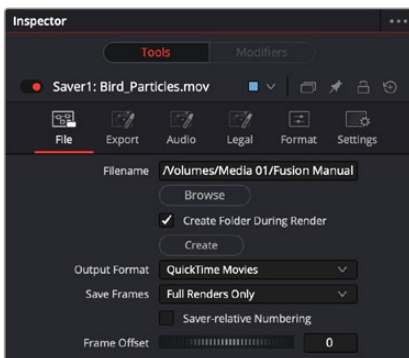 Inspector
Tools Modifiers
Saver1: Bird_Particles.mov
File Export Audio Legal Format Settings
Filename /Volumes/Media 01/Fusion Manual
Browse
Create Folder During Render
Create
Output Format QuickTime Movies
Save Frames Full Renders Only
Saver-relative Numbering
Frame Offset 0